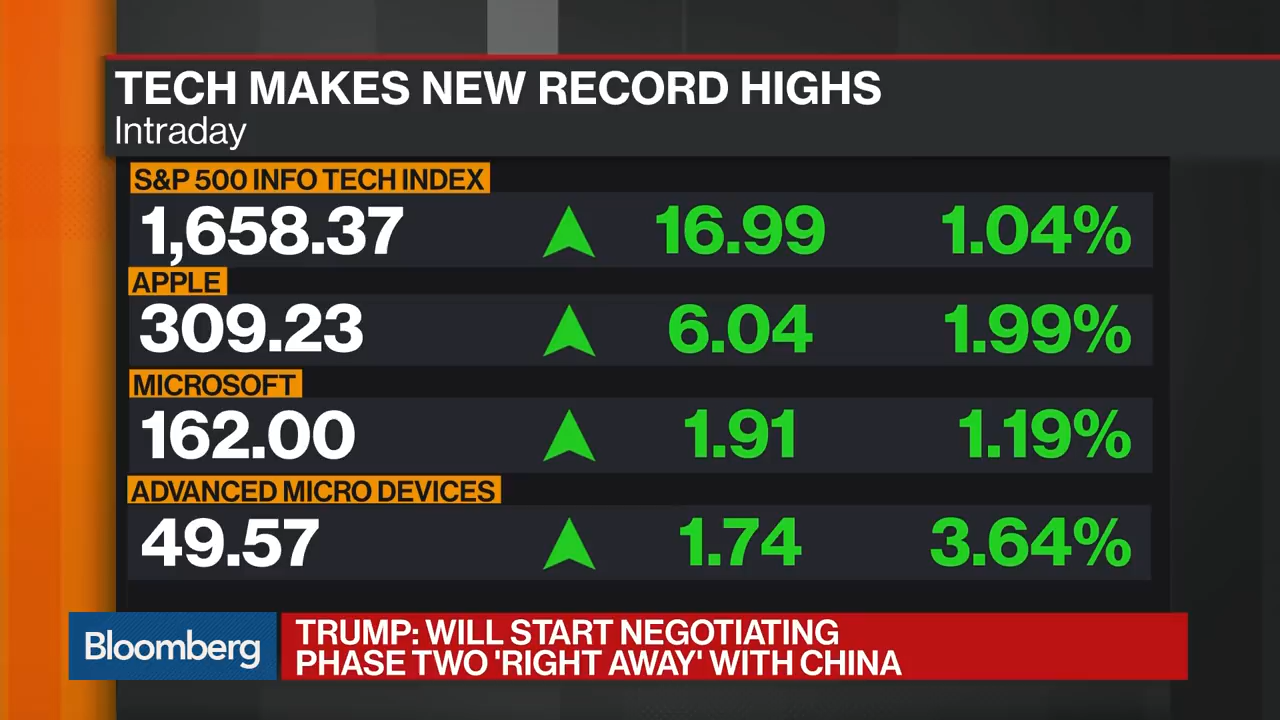 TECH MAKES NEW RECORD HIGHS
Intraday
S&P 500 INFO TECH INDEX
1,658.37 ▲ 16.99 1.04%
APPLE
309.23 ▲ 6.04 1.99%
MICROSOFT
162.00 ▲ 1.91 1.19%
ADVANCED MICRO DEVICES
49.57 ▲ 1.74 3.64%
Bloomberg
TRUMP: WILL START NEGOTIATING
PHASE TWO 'RIGHT AWAY' WITH CHINA